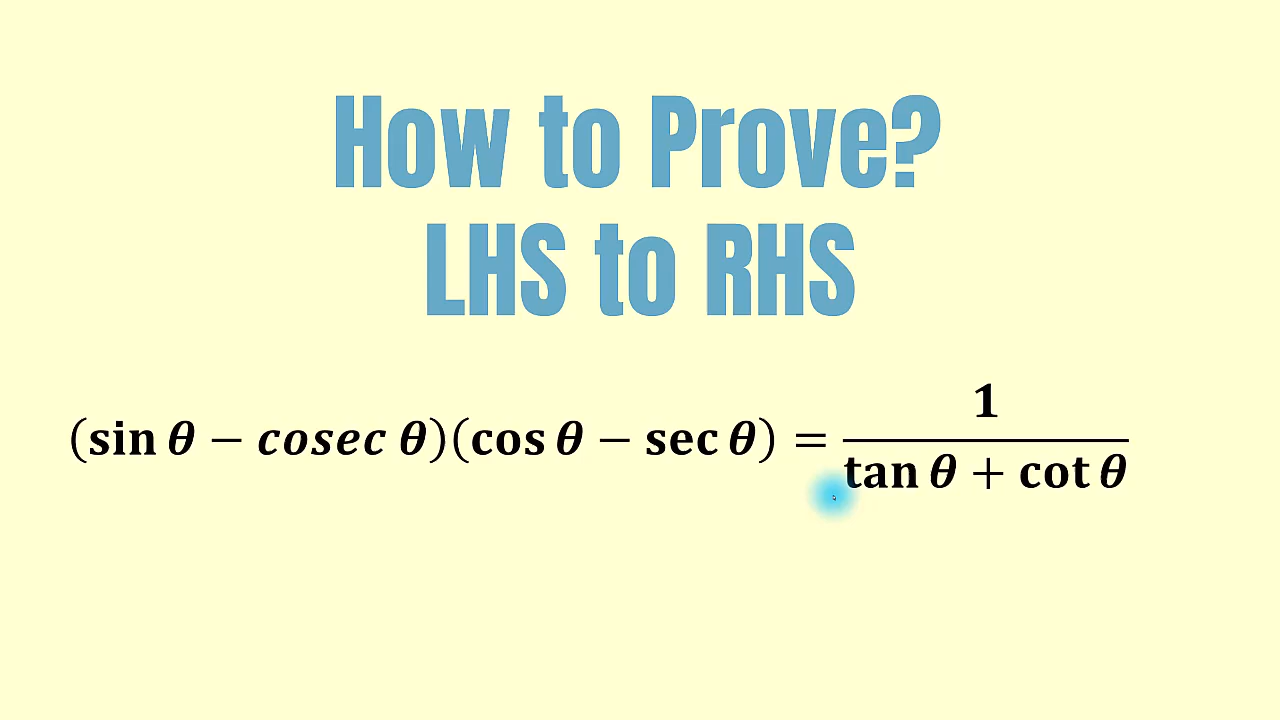 How to Prove?
LHS to RHS
(sin θ − cosec θ)(cos θ − sec θ) = 1 / (tan θ + cot θ)